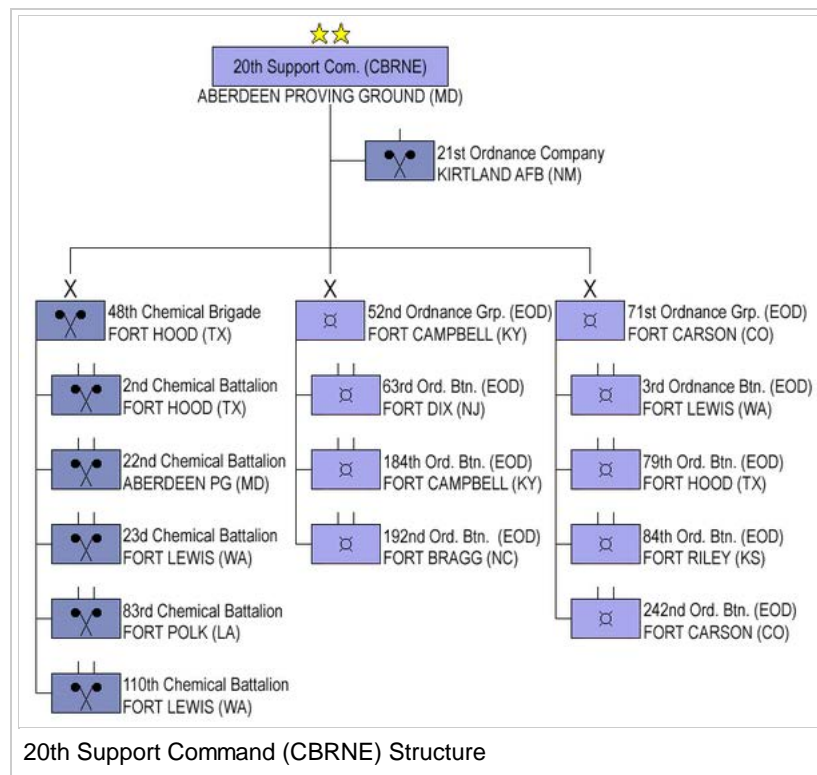 20th Support Com. (CBRNE)
ABERDEEN PROVING GROUND (MD)
21st Ordnance Company
KIRTLAND AFB (NM)
X
48th Chemical Brigade
FORT HOOD (TX)
2nd Chemical Battalion
FORT HOOD (TX)
22nd Chemical Battalion
ABERDEEN PG (MD)
23d Chemical Battalion
FORT LEWIS (WA)
83rd Chemical Battalion
FORT POLK (LA)
110th Chemical Battalion
FORT LEWIS (WA)
X
52nd Ordnance Grp. (EOD)
FORT CAMPBELL (KY)
63rd Ord. Btn. (EOD)
FORT DIX (NJ)
184th Ord. Btn. (EOD)
FORT CAMPBELL (KY)
192nd Ord. Btn. (EOD)
FORT BRAGG (NC)
X
71st Ordnance Grp. (EOD)
FORT CARSON (CO)
3rd Ordnance Btn. (EOD)
FORT LEWIS (WA)
79th Ord. Btn. (EOD)
FORT HOOD (TX)
84th Ord. Btn. (EOD)
FORT RILEY (KS)
242nd Ord. Btn. (EOD)
FORT CARSON (CO)
20th Support Command (CBRNE) Structure